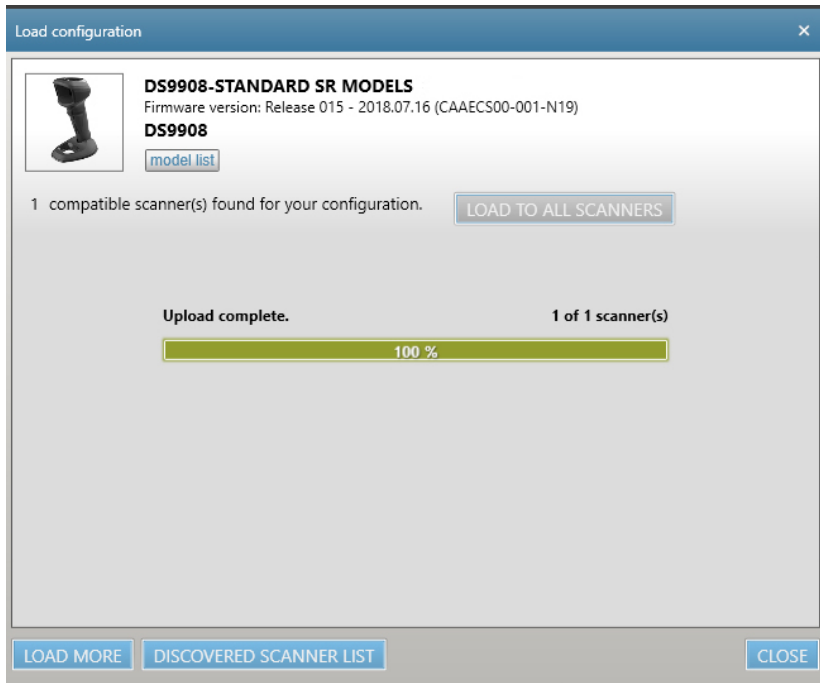 Load configuration
DS9908-STANDARD SR MODELS
Firmware version: Release 015 - 2018.07.16 (CAAECS00-001-N19)
DS9908
model list
1 compatible scanner(s) found for your configuration.
LOAD TO ALL SCANNERS
Upload complete.
1 of 1 scanner(s)
100 %
LOAD MORE
DISCOVERED SCANNER LIST
CLOSE